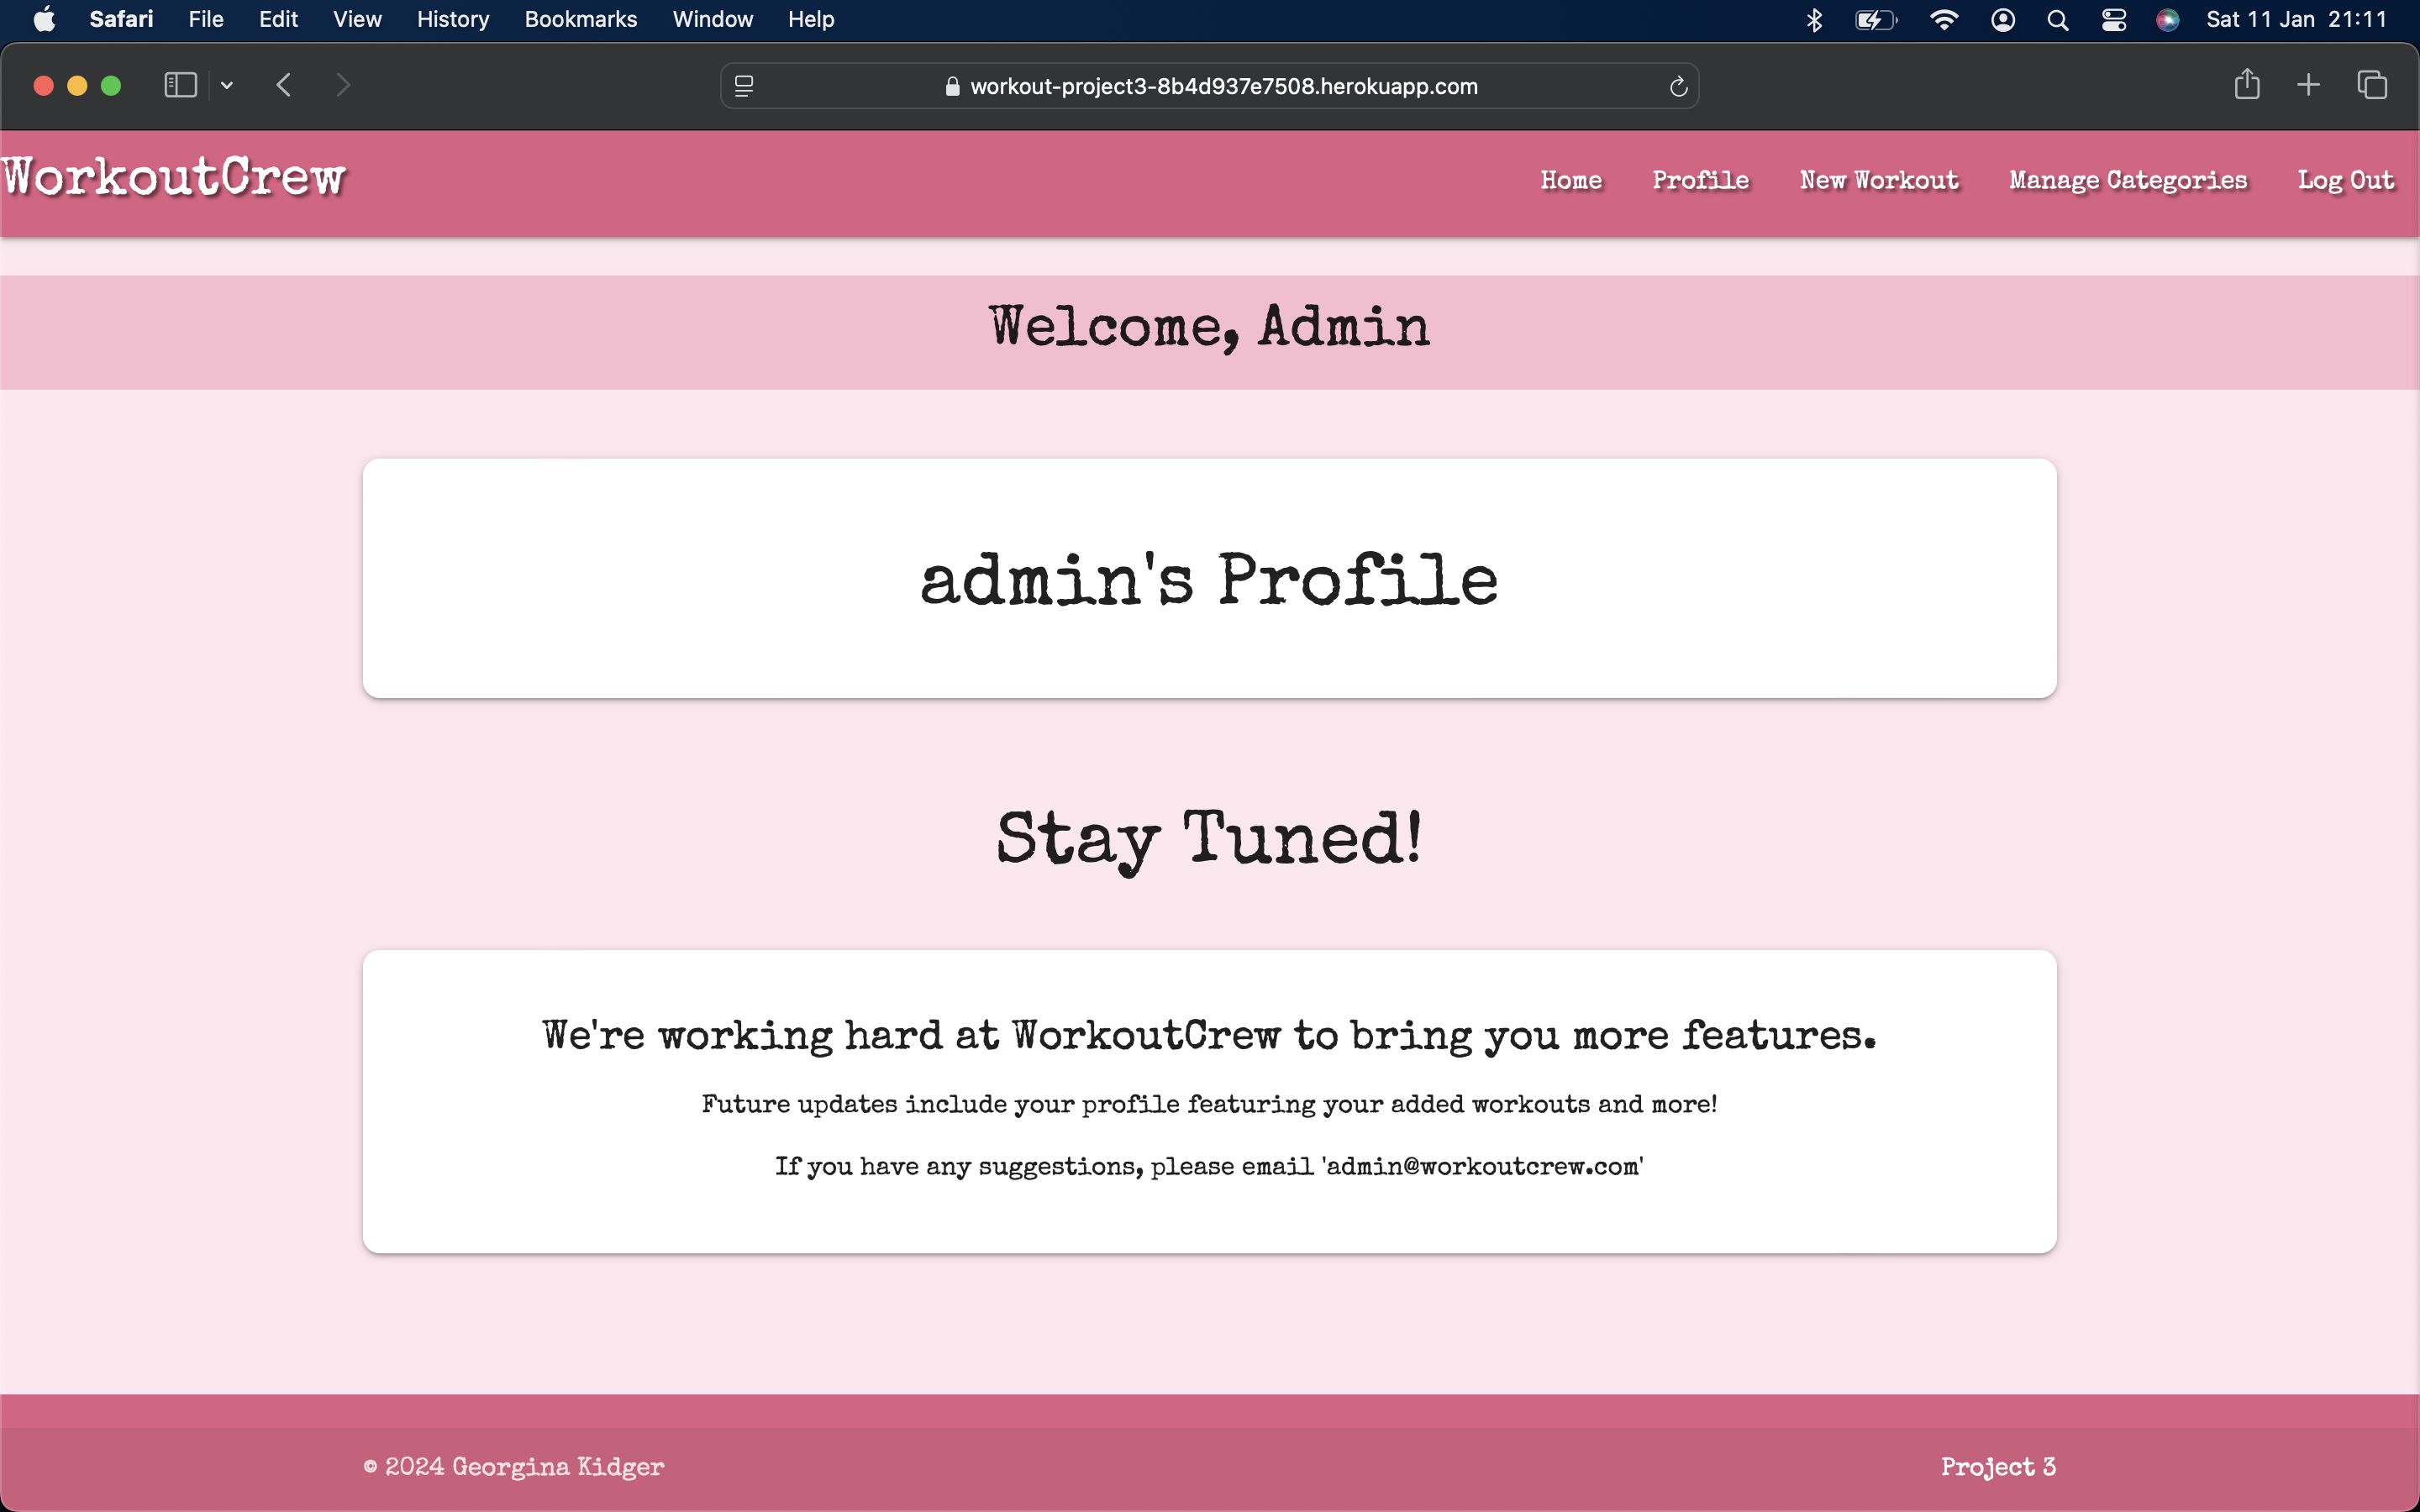 Safari File Edit View History Bookmarks Window Help Sat 11 Jan 21:11
workout-project3-8b4d937e7508.herokuapp.com
WorkoutCrew Home Profile New Workout Manage Categories Log Out
Welcome, Admin
admin's Profile
Stay Tuned!
We're working hard at WorkoutCrew to bring you more features.
Future updates include your profile featuring your added workouts and more!
If you have any suggestions, please email 'admin@workoutcrew.com'
© 2024 Georgina Kidger Project 3